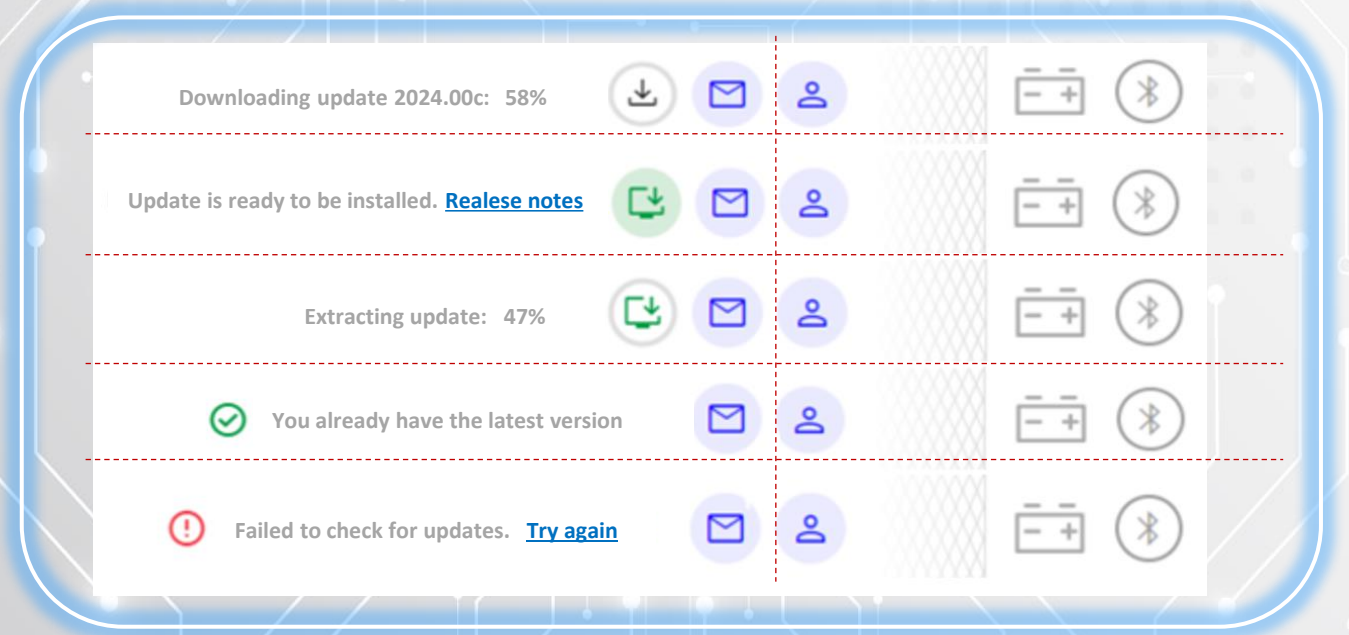 Downloading update 2024.00c: 58%
Update is ready to be installed. Realese notes
Extracting update: 47%
You already have the latest version
Failed to check for updates. Try again